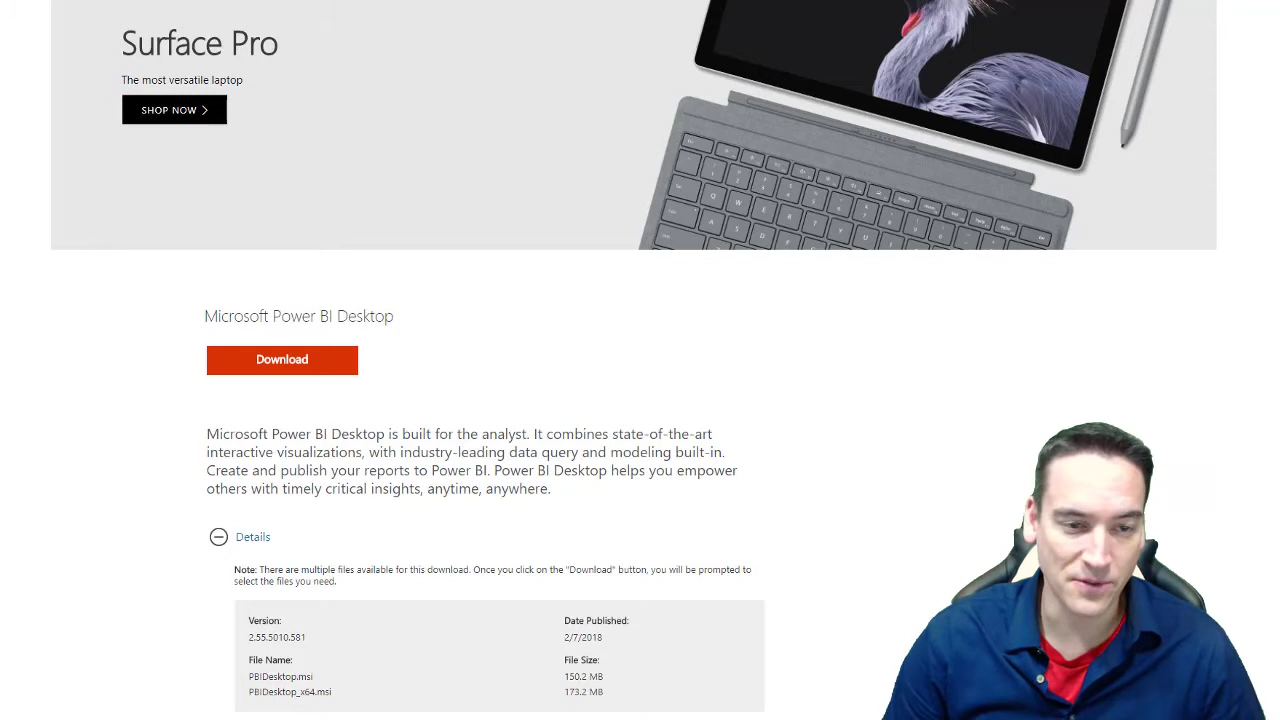 Surface Pro
The most versatile laptop
SHOP NOW
Microsoft Power BI Desktop
Download
Microsoft Power BI Desktop is built for the analyst. It combines state-of-the-art
interactive visualizations, with industry-leading data query and modeling built-in.
Create and publish your reports to Power BI. Power BI Desktop helps you empower
others with timely critical insights, anytime, anywhere.
Details
Note: There are multiple files available for this download. Once you click on the "Download" button, you will be prompted to
select the files you need.
Version:
2.55.5010.581
Date Published:
2/7/2018
File Name:
PBIDesktop.msi
PBIDesktop_x64.msi
File Size:
150.2 MB
173.2 MB